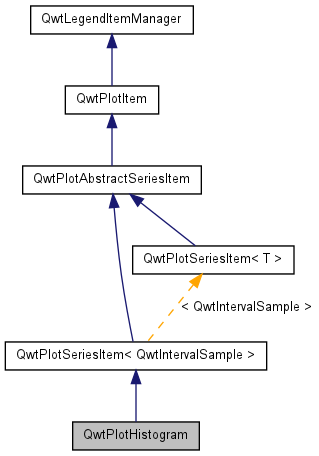 QwtLegendItemManager
QwtPlotItem
QwtPlotAbstractSeriesItem
QwtPlotSeriesItem< T >
< QwtIntervalSample >
QwtPlotSeriesItem< QwtIntervalSample >
QwtPlotHistogram